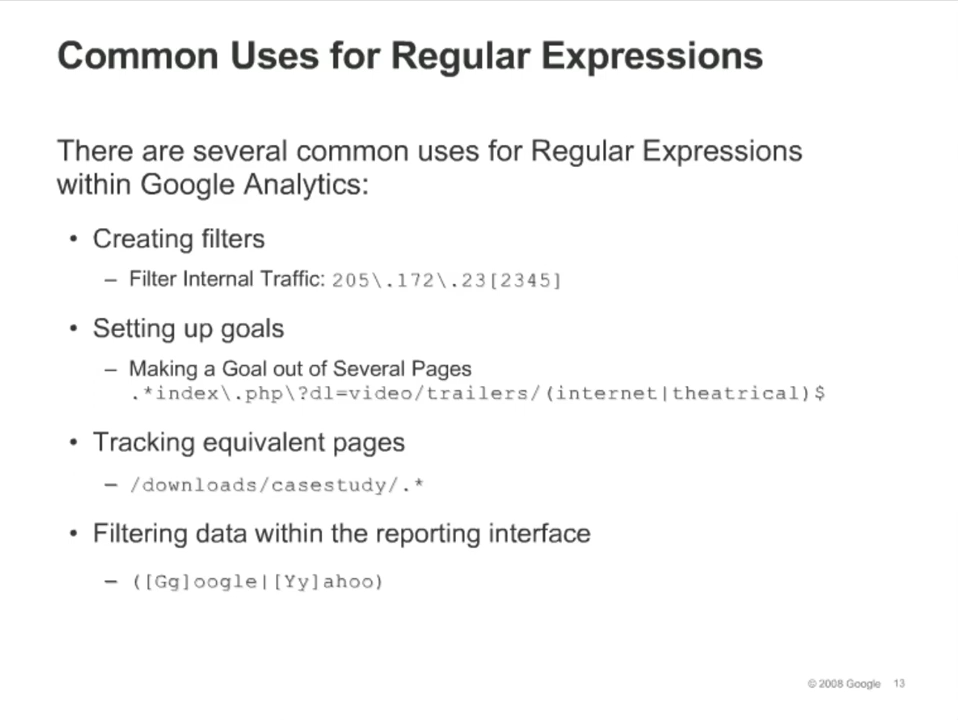 Common Uses for Regular Expressions
There are several common uses for Regular Expressions
within Google Analytics:
• Creating filters
– Filter Internal Traffic: 205\.172\.23[2345]
• Setting up goals
– Making a Goal out of Several Pages
.*index\.php\?dl=video/trailers/(internet|theatrical)$
• Tracking equivalent pages
– /downloads/casestudy/.*
• Filtering data within the reporting interface
– ([Gg]oogle|[Yy]ahoo)
© 2008 Google 13